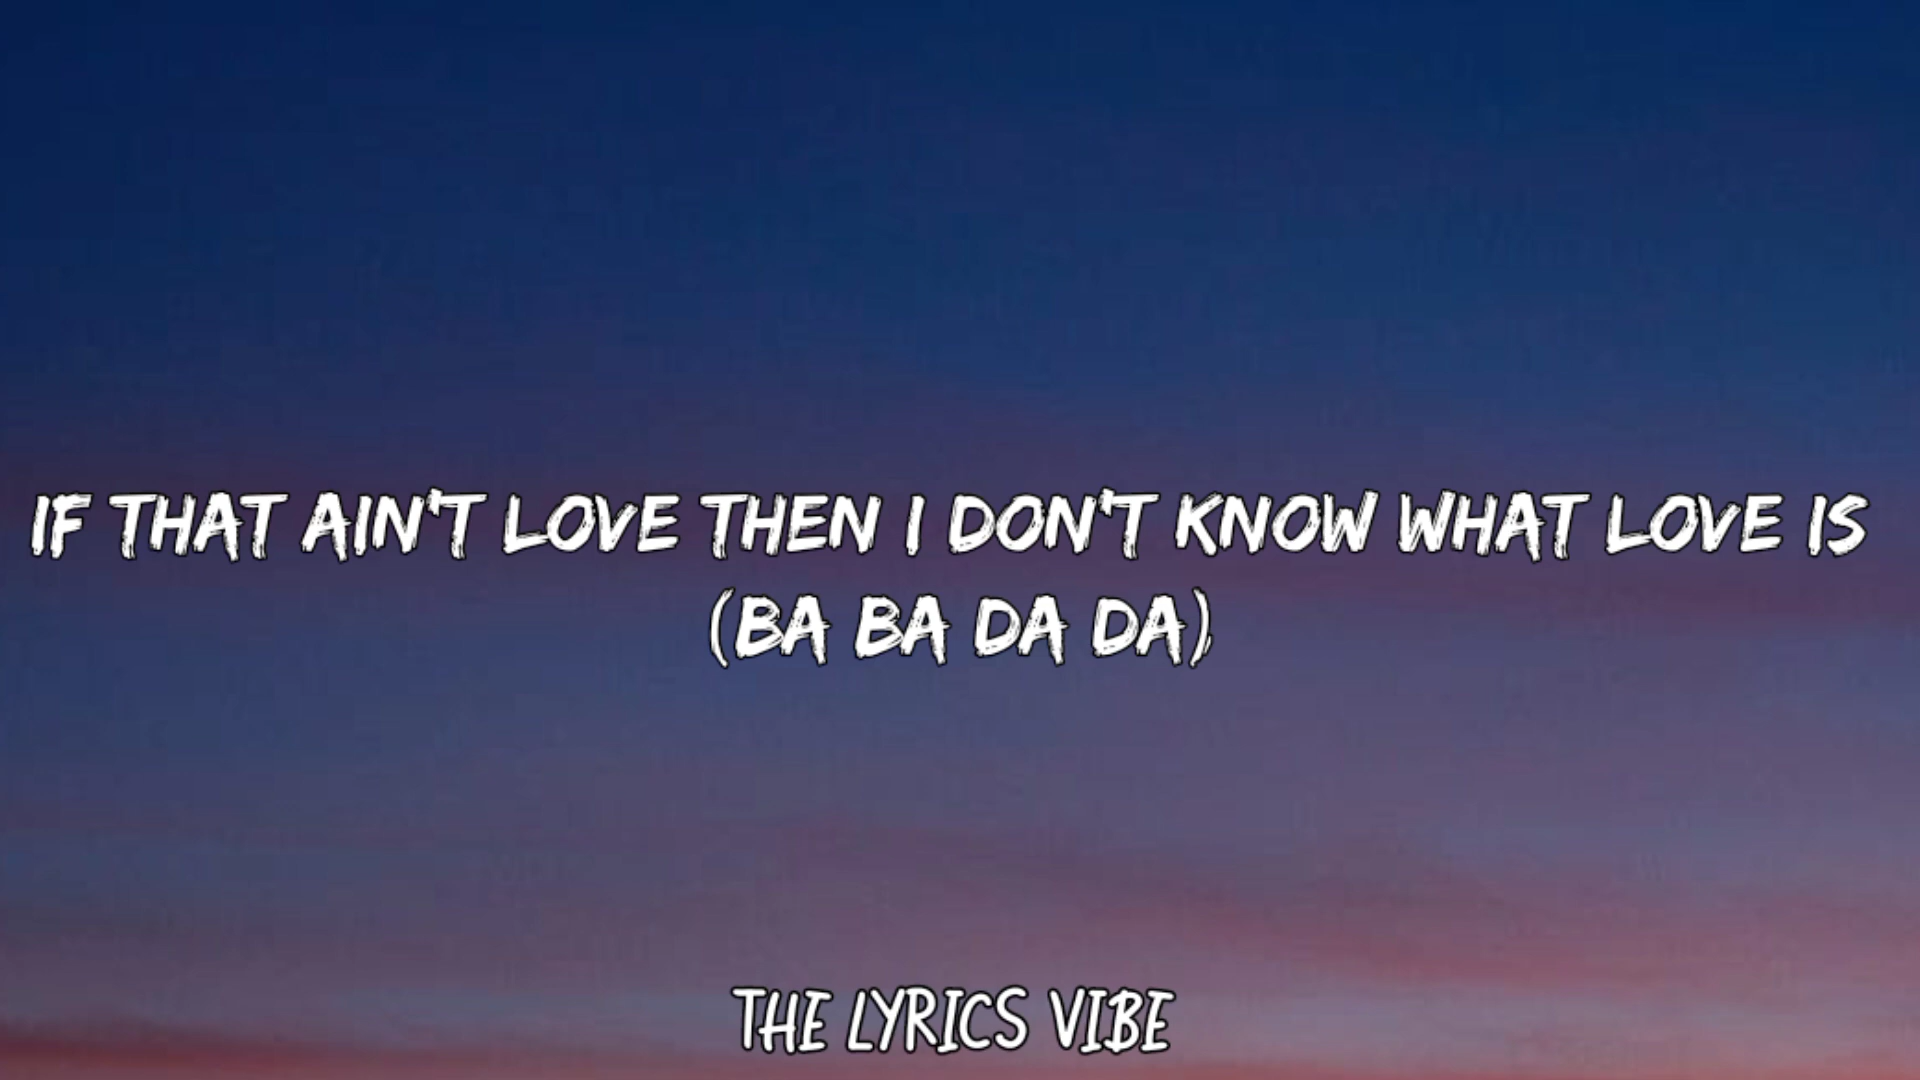 IF THAT AIN'T LOVE THEN I DON'T KNOW WHAT LOVE IS
(BA BA DA DA)
THE LYRICS VIBE